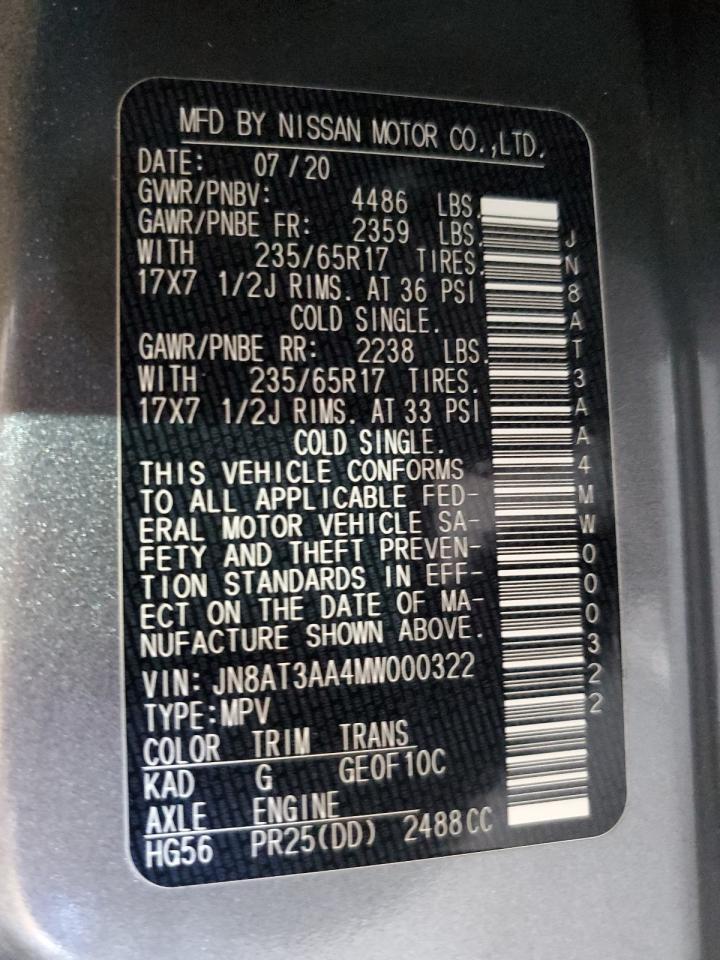 MFD BY NISSAN MOTOR CO.,LTD.
DATE: 07/20
GVWR/PNBV: 4486 LBS.
GAWR/PNBE FR: 2359 LBS.
WITH 235/65R17 TIRES.
17X7 1/2J RIMS. AT 36 PSI
COLD SINGLE.
GAWR/PNBE RR: 2238 LBS.
WITH 235/65R17 TIRES.
17X7 1/2J RIMS. AT 33 PSI
COLD SINGLE.
THIS VEHICLE CONFORMS
TO ALL APPLICABLE FED-
ERAL MOTOR VEHICLE SA-
FETY AND THEFT PREVEN-
TION STANDARDS IN EFF-
ECT ON THE DATE OF MA-
NUFACTURE SHOWN ABOVE.
VIN: JN8AT3AA4MW000322
TYPE:MPV
COLOR TRIM TRANS
KAD G GE0F10C
AXLE ENGINE
HG56 PR25(DD) 2488CC
JN8AT3AA4MW000322